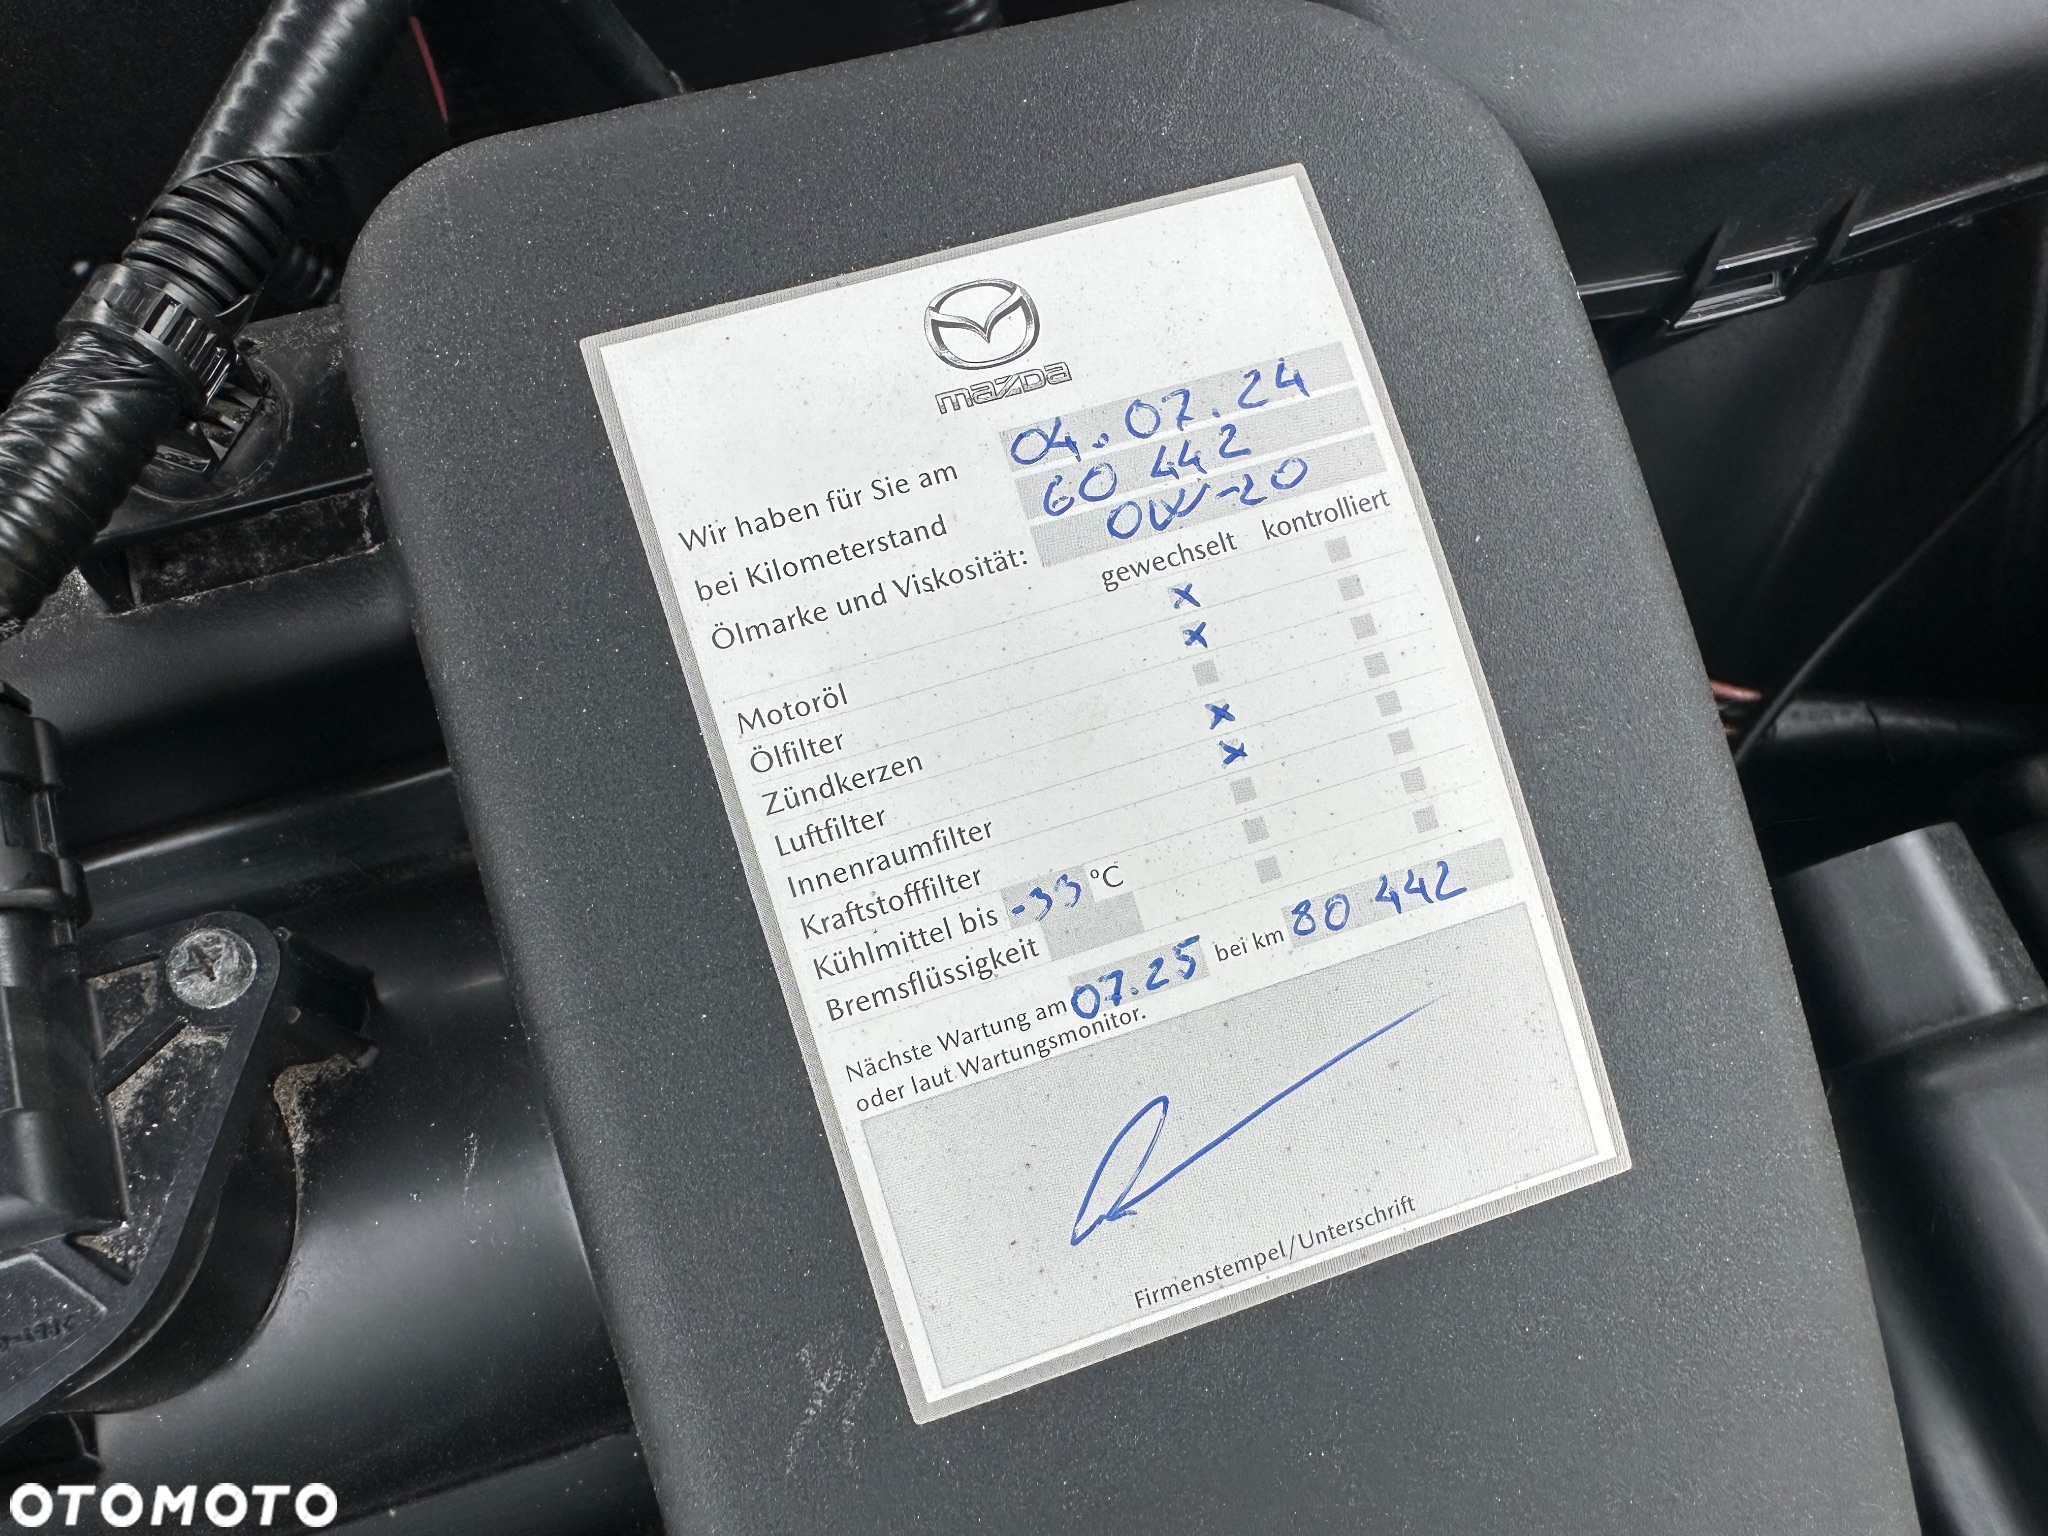 mazda
Wir haben für Sie am 04.07.24
bei Kilometerstand 60 442
Ölmarke und Viskosität: 0W-20
gewechselt kontrolliert
Motoröl x
Ölfilter x
Zündkerzen
Luftfilter x
Innenraumfilter x
Kraftstofffilter
Kühlmittel bis -33 °C
Bremsflüssigkeit
Nächste Wartung am 07.25 bei km 80 442
oder laut Wartungsmonitor.
Firmenstempel/Unterschrift
OTOMOTO